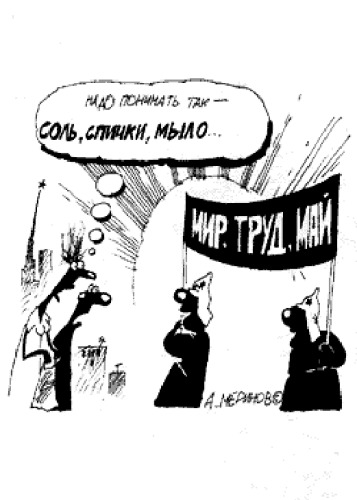 НАДО ПОНИМАТЬ ТАК —
СОЛЬ, СПИЧКИ, МЫЛО...
МИР, ТРУД, МАЙ
А. МЕРИНОВ©